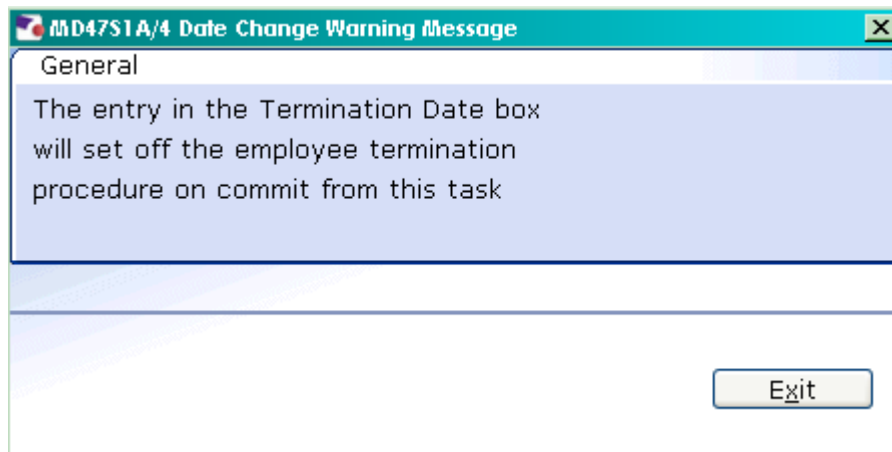 MD47S1A/4 Date Change Warning Message
General
The entry in the Termination Date box
will set off the employee termination
procedure on commit from this task
Exit